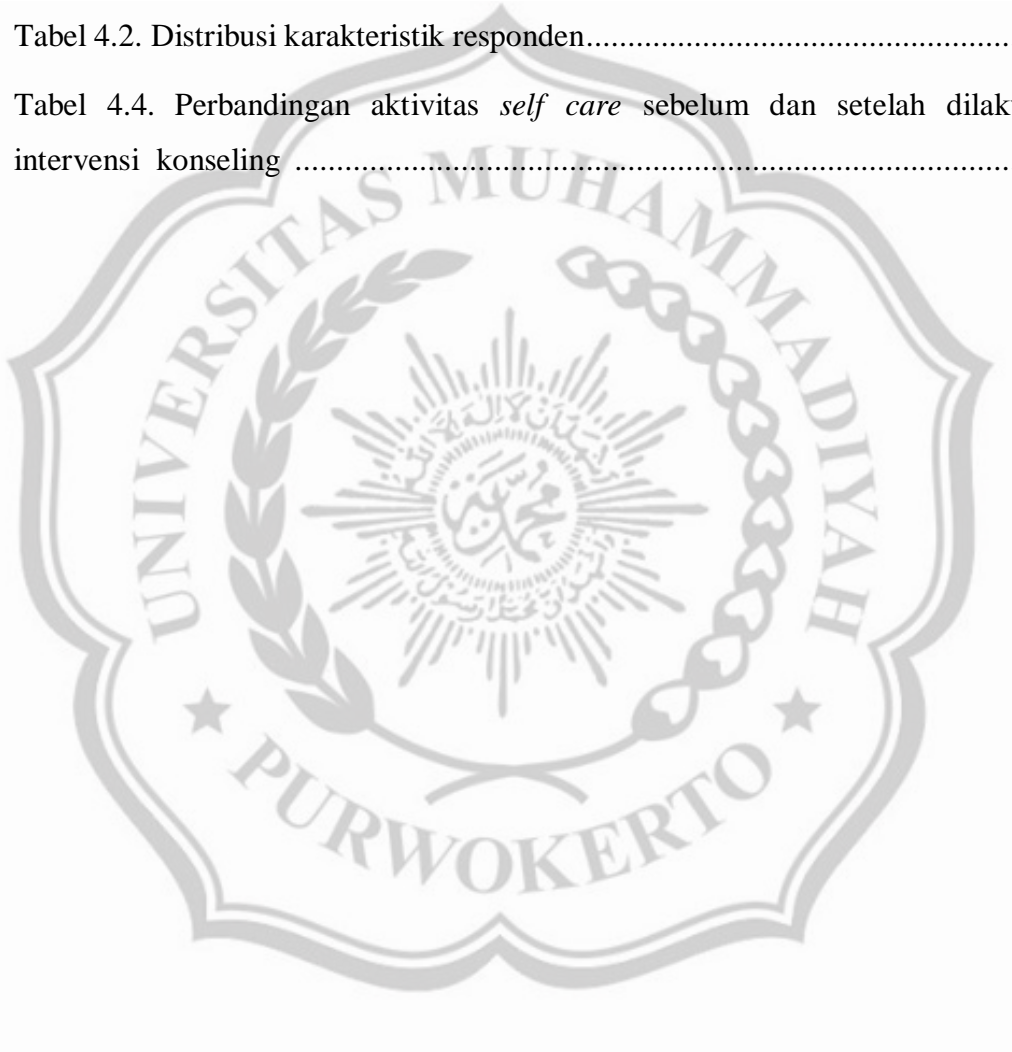 Tabel 4.2. Distribusi karakteristik responden....................................................
Tabel 4.4. Perbandingan aktivitas self care sebelum dan setelah dilak
intervensi konseling ........................................................................................
UNIVERSITAS MUHAMMADIYAH
PURWOKERTO